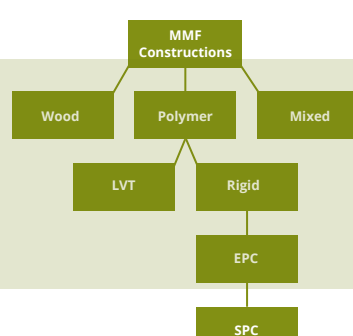 MMF
Constructions
Wood
Polymer
Mixed
LVT
Rigid
EPC
SPC